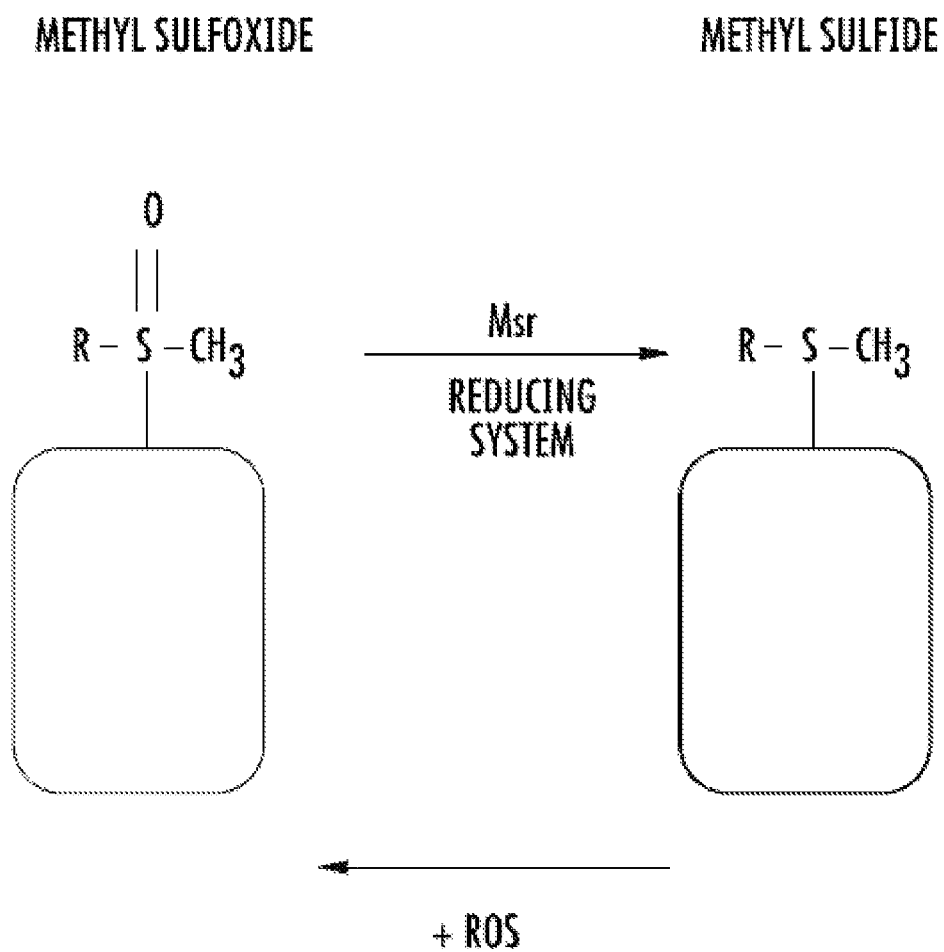 METHYL SULFOXIDE
METHYL SULFIDE
O
R – S – CH₃
Msr
REDUCING
SYSTEM
R – S – CH₃
+ ROS